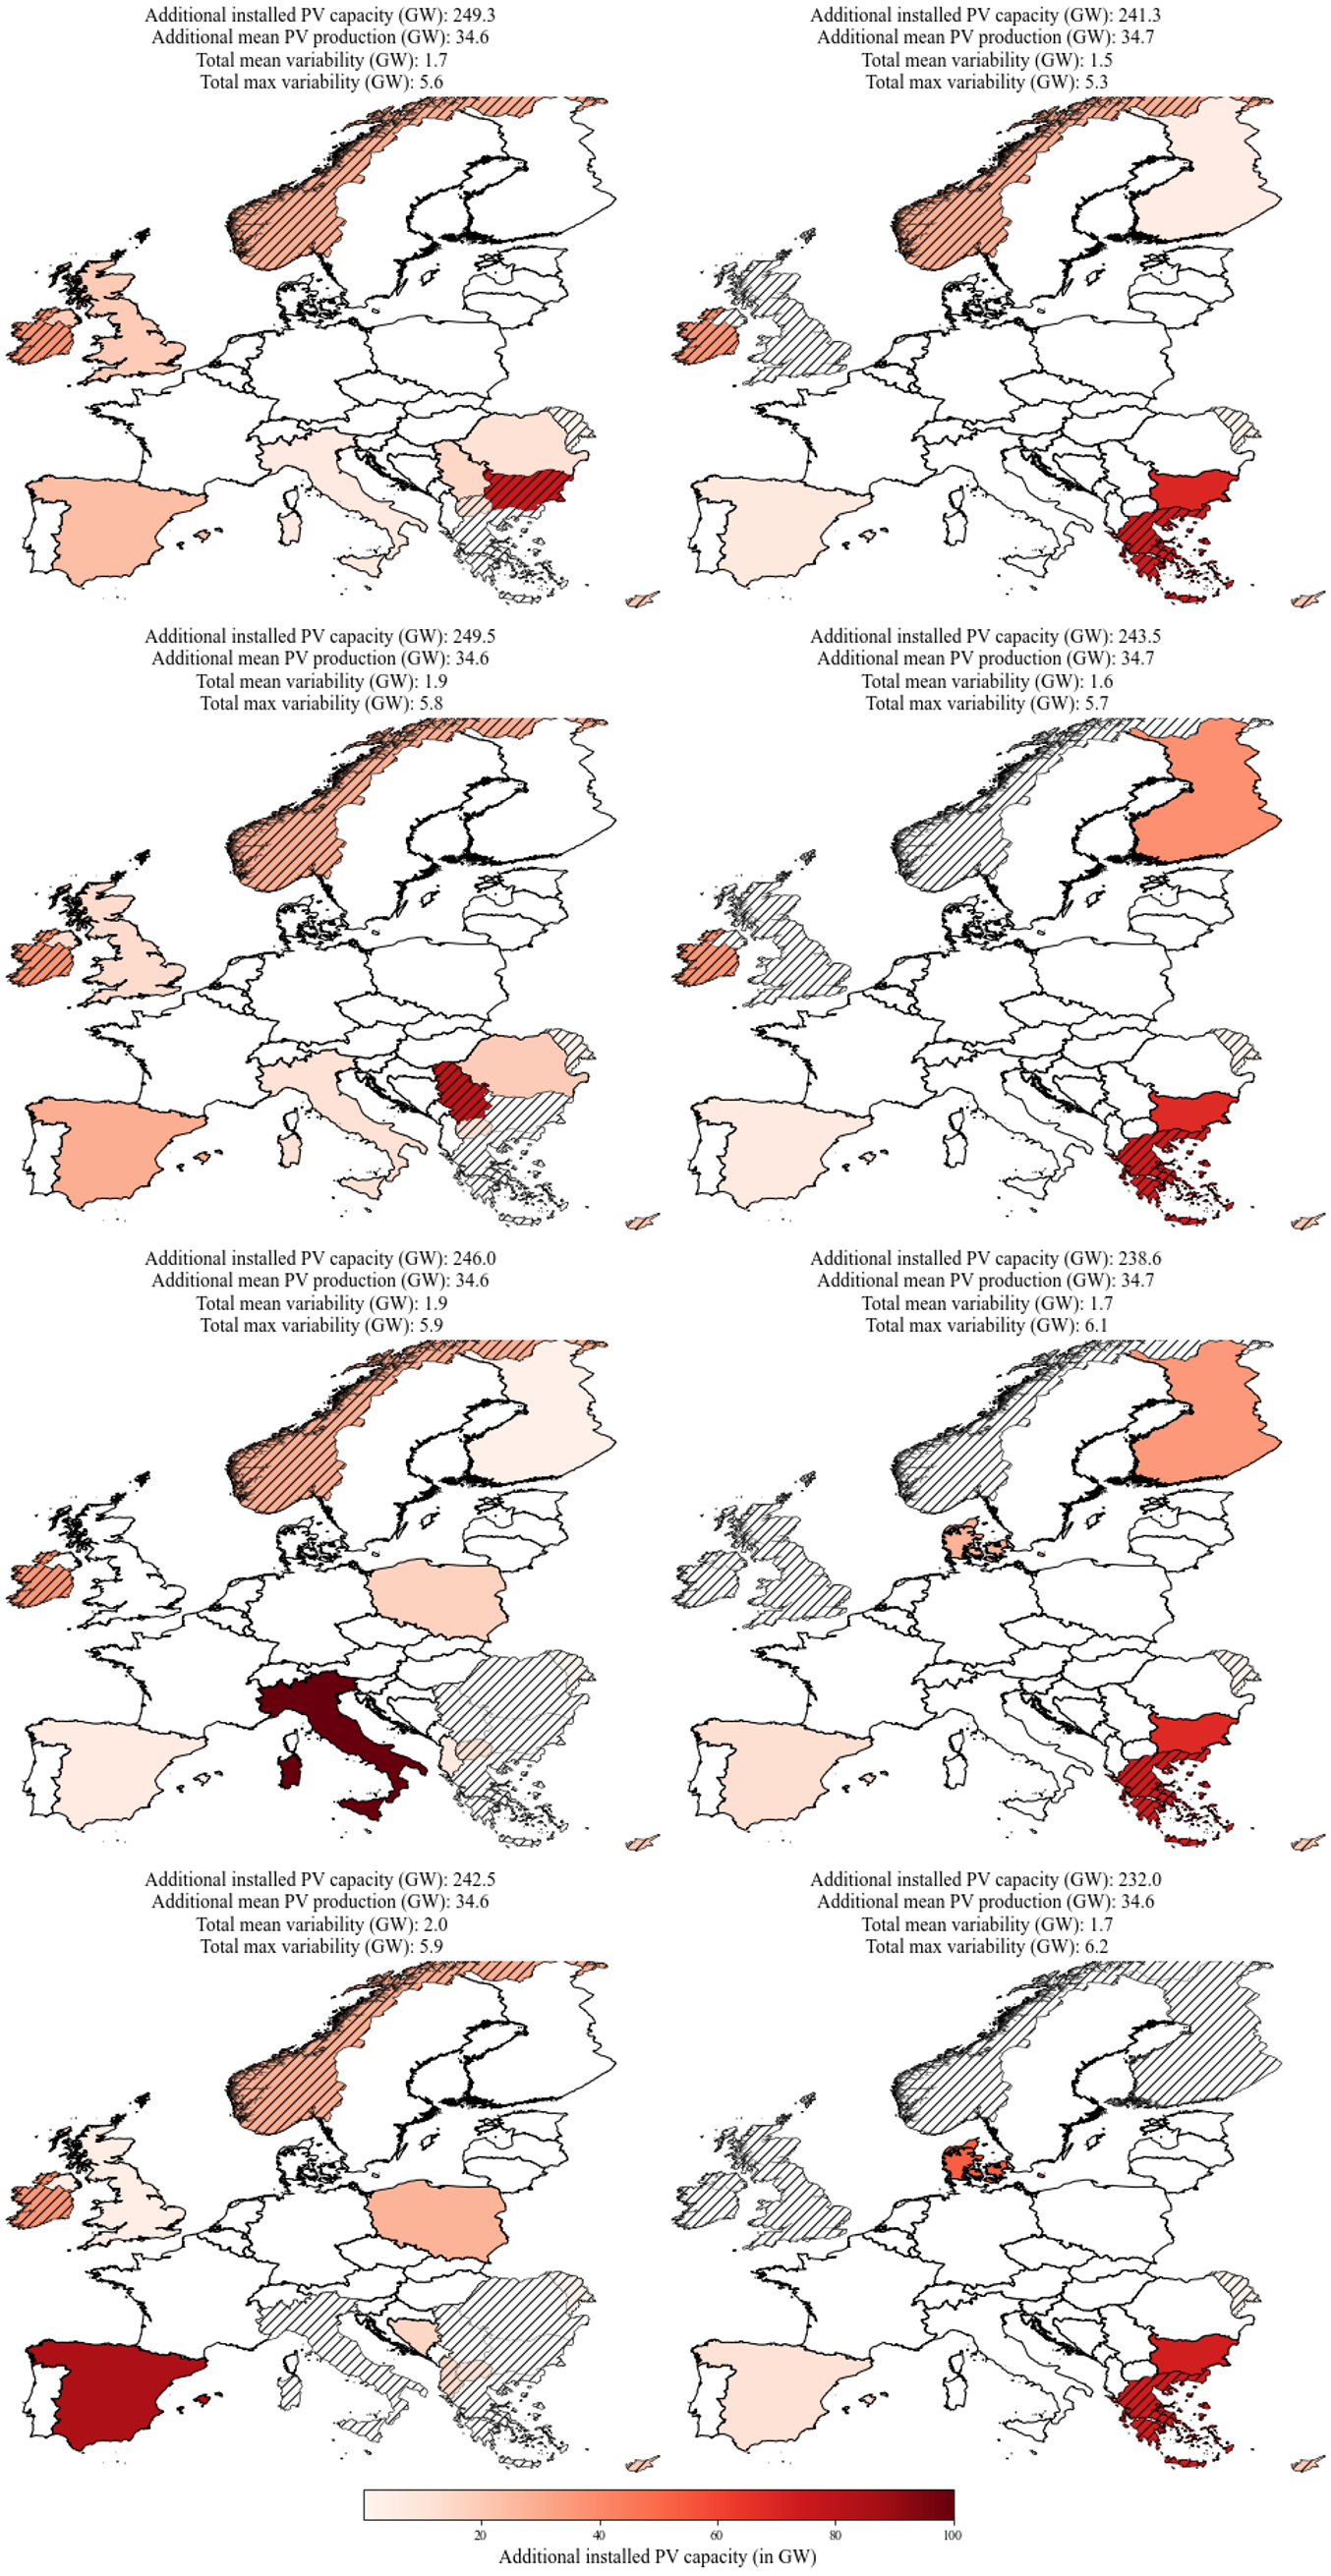 Additional installed PV capacity (GW): 249.3
Additional mean PV production (GW): 34.6
Total mean variability (GW): 1.7
Total max variability (GW): 5.6
Additional installed PV capacity (GW): 241.3
Additional mean PV production (GW): 34.7
Total mean variability (GW): 1.5
Total max variability (GW): 5.3
Additional installed PV capacity (GW): 249.5
Additional mean PV production (GW): 34.6
Total mean variability (GW): 1.9
Total max variability (GW): 5.8
Additional installed PV capacity (GW): 243.5
Additional mean PV production (GW): 34.7
Total mean variability (GW): 1.6
Total max variability (GW): 5.7
Additional installed PV capacity (GW): 246.0
Additional mean PV production (GW): 34.6
Total mean variability (GW): 1.9
Total max variability (GW): 5.9
Additional installed PV capacity (GW): 238.6
Additional mean PV production (GW): 34.7
Total mean variability (GW): 1.7
Total max variability (GW): 6.1
Additional installed PV capacity (GW): 242.5
Additional mean PV production (GW): 34.6
Total mean variability (GW): 2.0
Total max variability (GW): 5.9
Additional installed PV capacity (GW): 232.0
Additional mean PV production (GW): 34.6
Total mean variability (GW): 1.7
Total max variability (GW): 6.2
20 40 60 80 100
Additional installed PV capacity (in GW)